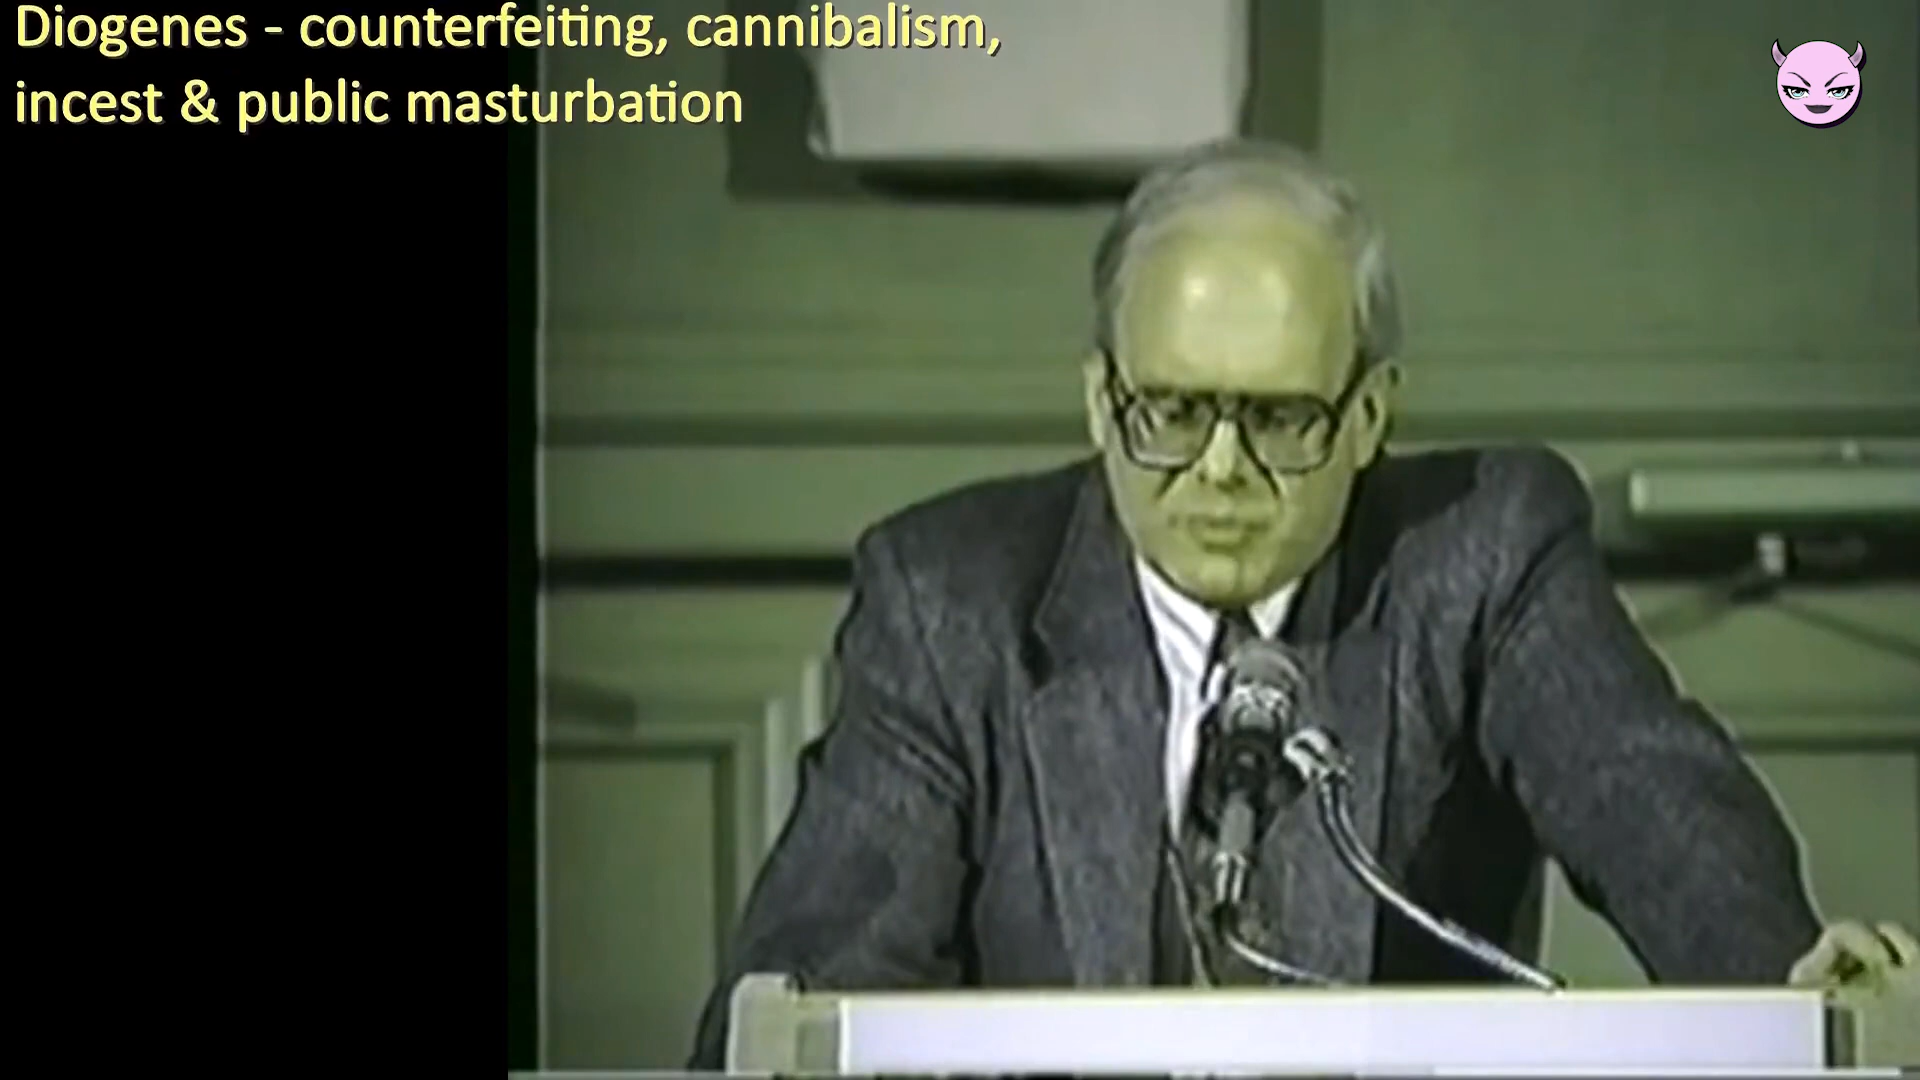 Diogenes - counterfeiting, cannibalism,
incest & public masturbation